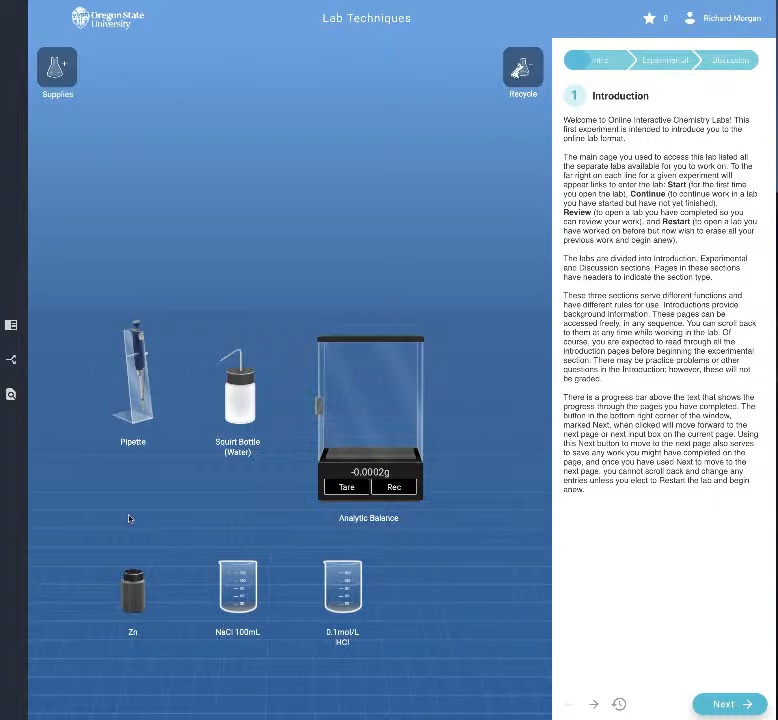 Oregon State
University
Lab Techniques
0
Richard Morgan
Supplies
Recycle
Intro
Experimental
Discussion
1
Introduction
Welcome to Online Interactive Chemistry Labs! This
first experiment is intended to introduce you to the
online lab format.
The main page you used to access this lab listed all
the separate labs available for you to work on. To the
far right on each line for a given experiment will
appear links to enter the lab: Start (for the first time
you open the lab), Continue (to continue work in a lab
you have started but have not yet finished),
Review (to open a lab you have completed so you
can review your work), and Restart (to open a lab you
have worked on before but now wish to erase all your
previous work and begin anew).
The labs are divided into Introduction, Experimental
and Discussion sections. Pages in these sections
have headers to indicate the section type.
These three sections serve different functions and
have different rules for use. Introductions provide
background information. These pages can be
accessed freely, in any sequence. You can scroll back
to them at any time while working in the lab. Of
course, you are expected to read through all the
introduction pages before beginning the experimental
section. There may be practice problems or other
questions in the Introduction; however, these will not
be graded.
There is a progress bar above the text that shows the
progress through the pages you have completed. The
button in the bottom right corner of the window,
marked Next, when clicked will move forward to the
next page or next input box on the current page. Using
this Next button to move to the next page also serves
to save any work you might have completed on the
page, and once you have used Next to move to the
next page, you cannot scroll back and change any
entries unless you elect to Restart the lab and begin
anew.
Pipette
Squirt Bottle
(Water)
-0.0002g
Tare
Rec
Analytic Balance
Zn
NaCl 100mL
0.1mol/L
HCl
Next